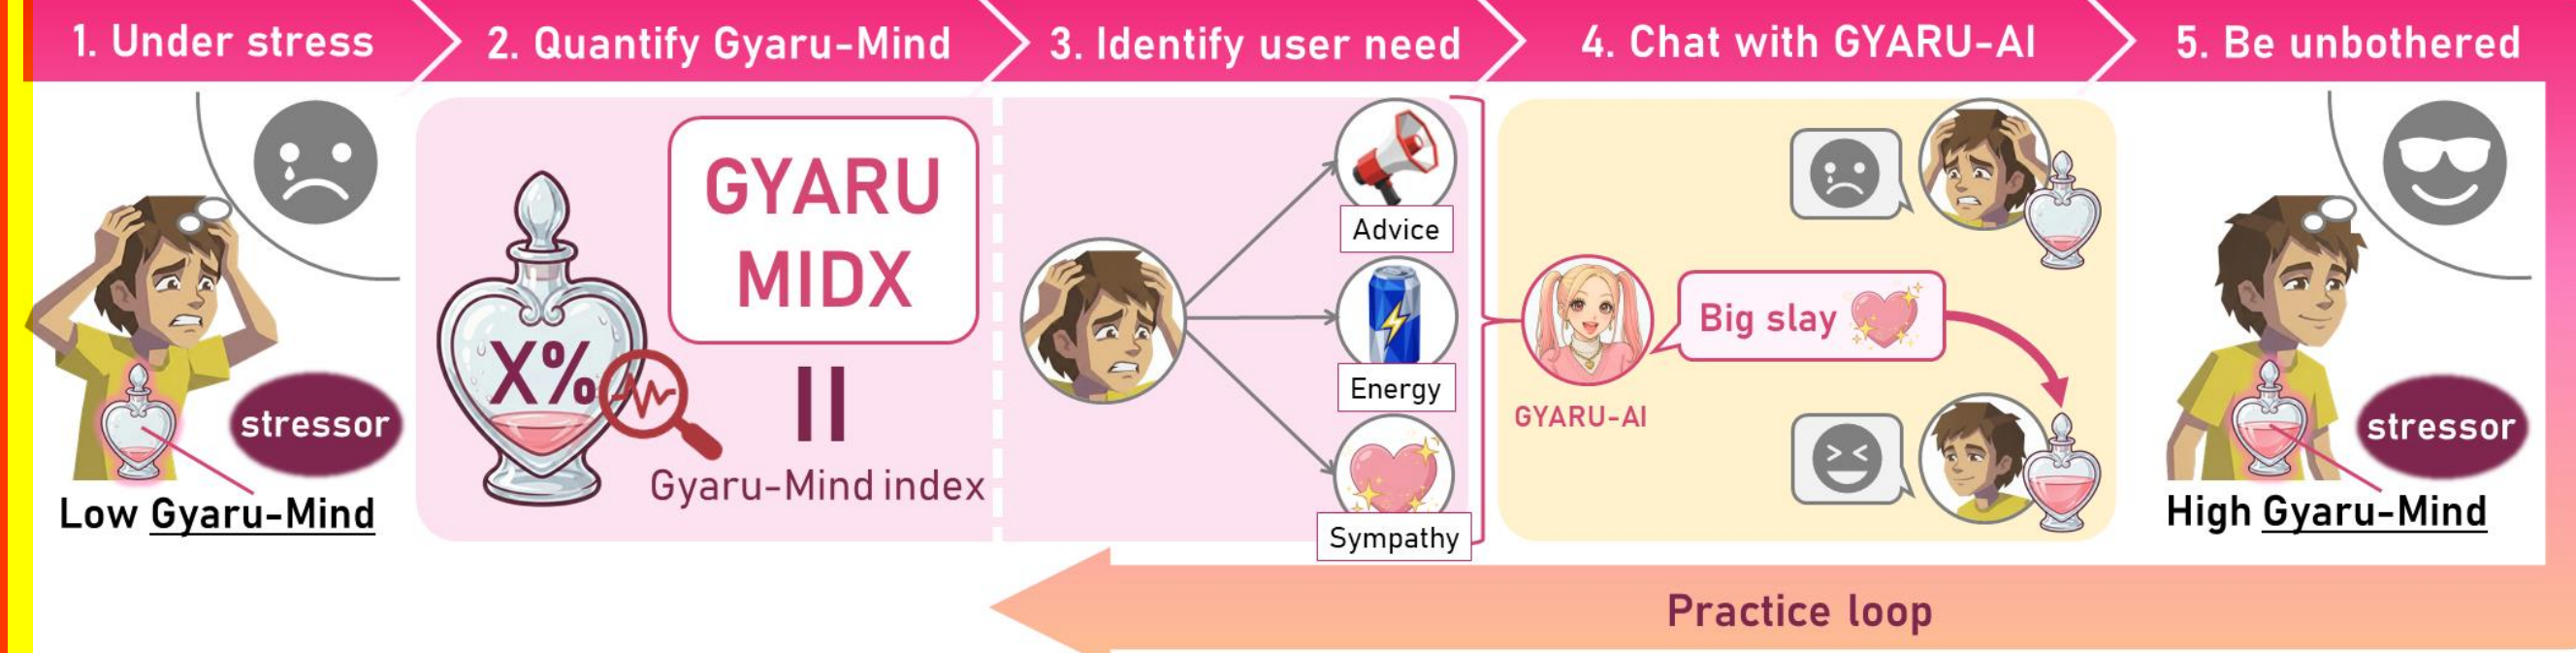 1. Under stress
2. Quantify Gyaru-Mind
3. Identify user need
4. Chat with GYARU-AI
5. Be unbothered
stressor
Low Gyaru-Mind
X%
GYARU
MIDX
Gyaru-Mind index
Advice
Energy
Sympathy
GYARU-AI
Big slay
stressor
High Gyaru-Mind
Practice loop